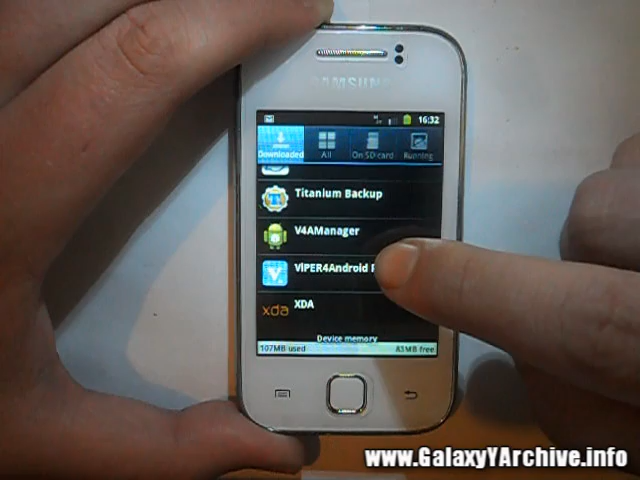 SAMSUNG
16:32
Downloaded
All
On SD card
Running
Titanium Backup
V4AManager
ViPER4Android
XDA
xda
Device memory
107MB used
83MB free
www.GalaxyYArchive.info